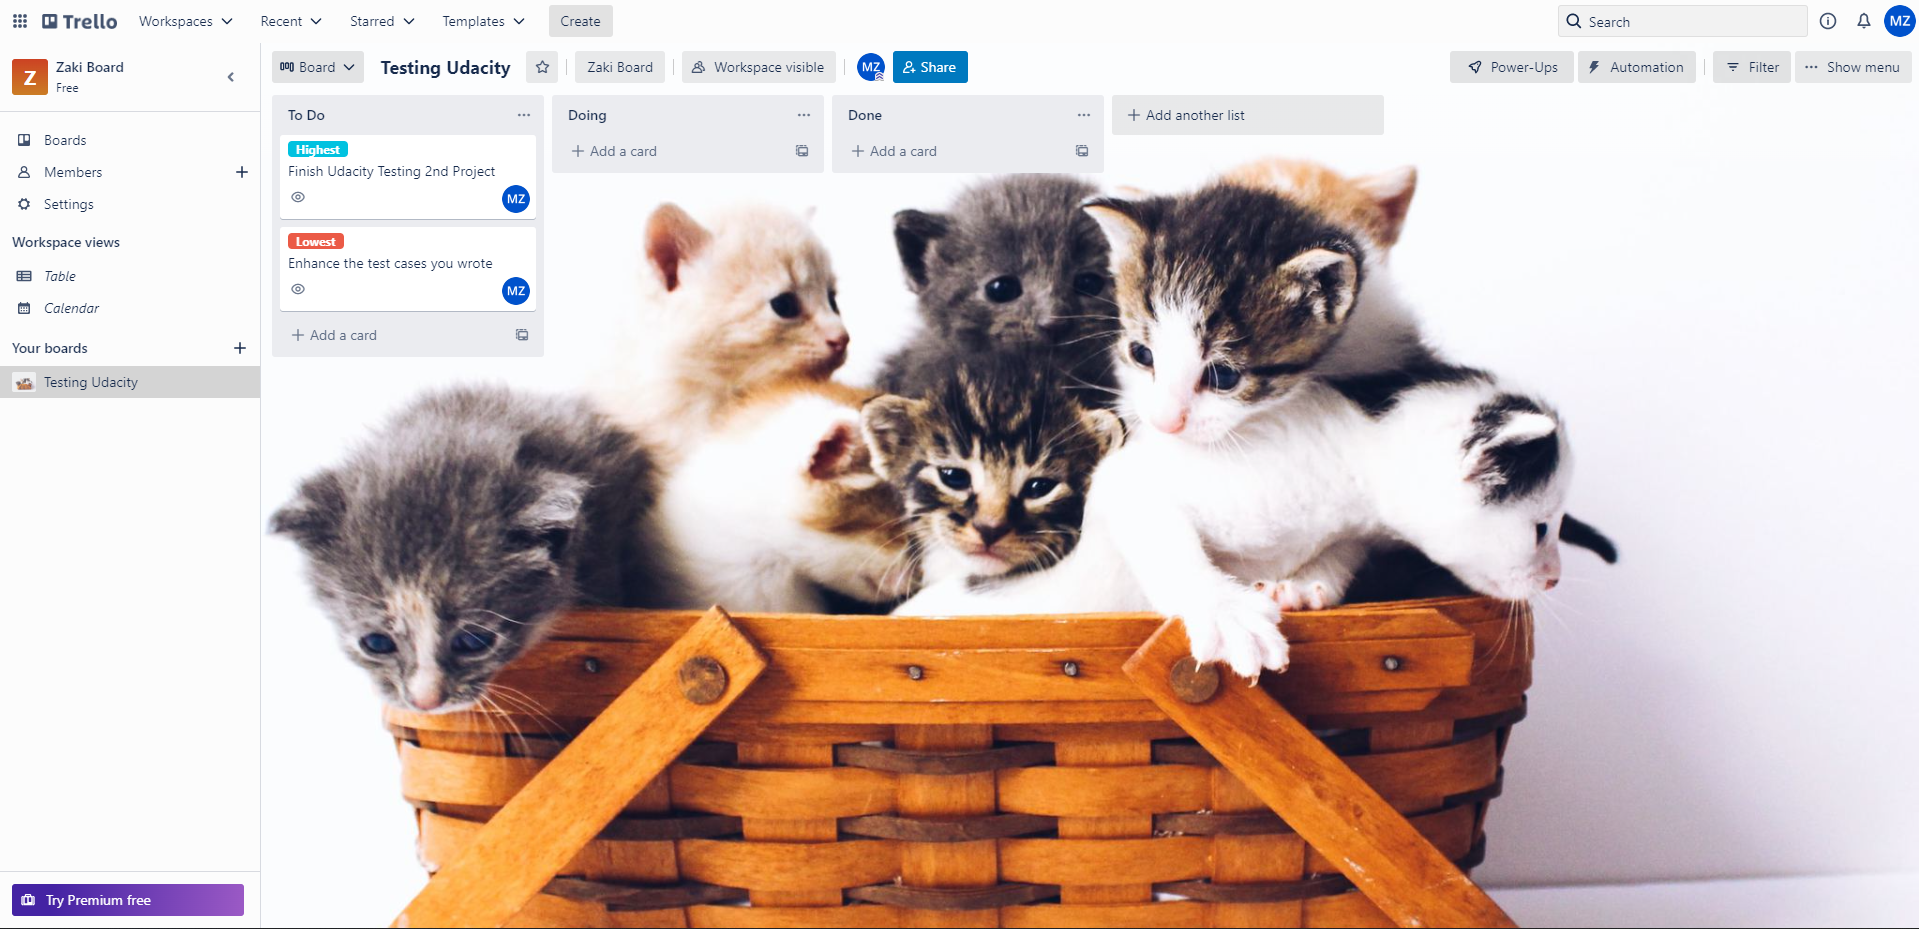 Trello
Workspaces
Recent
Starred
Templates
Create
Search
MZ
Z
Zaki Board
Free
Boards
Members
Settings
Workspace views
Table
Calendar
Your boards
Testing Udacity
Try Premium free
Board
Testing Udacity
Zaki Board
Workspace visible
MZ
Share
Power-Ups
Automation
Filter
Show menu
To Do
Highest
Finish Udacity Testing 2nd Project
MZ
Lowest
Enhance the test cases you wrote
MZ
Add a card
Doing
Add a card
Done
Add a card
Add another list